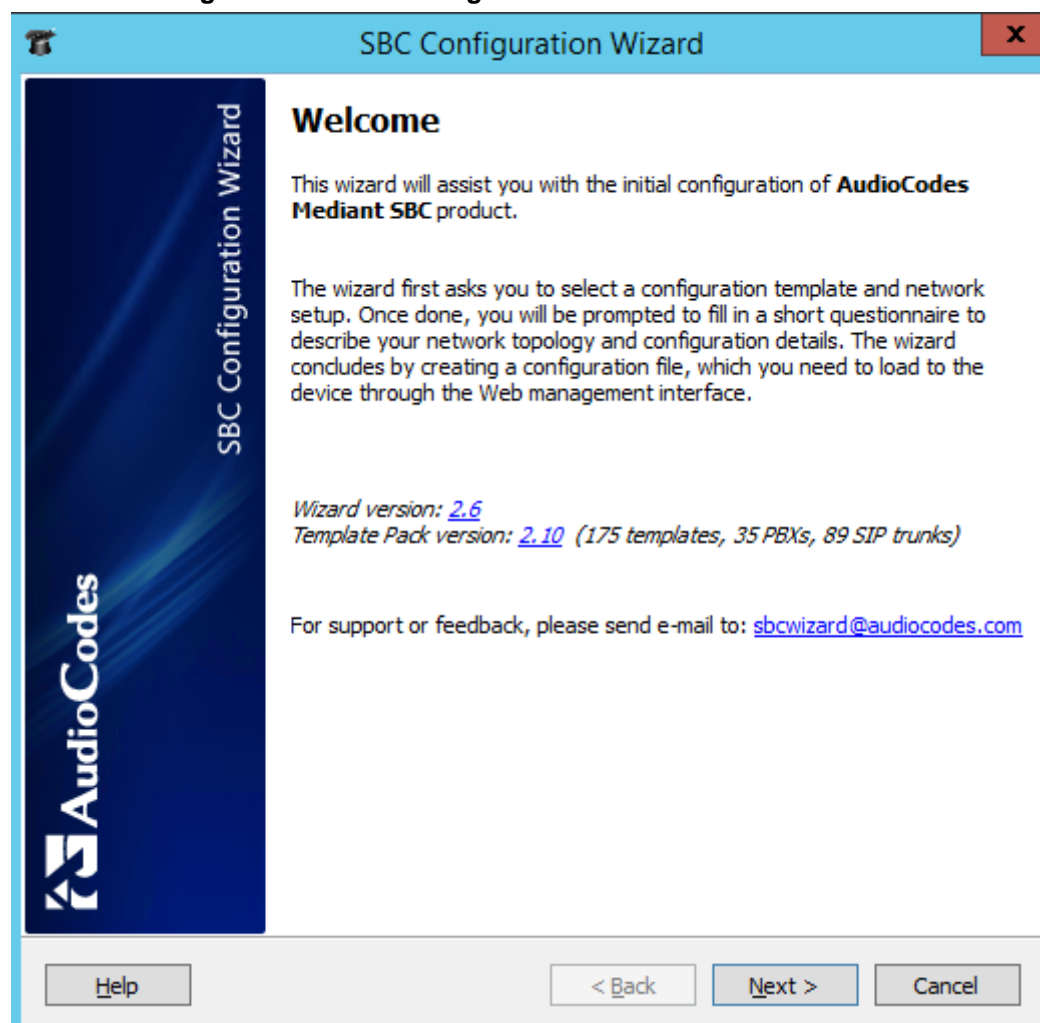 SBC Configuration Wizard
x
SBC Configuration Wizard
AudioCodes
Welcome
This wizard will assist you with the initial configuration of AudioCodes
Mediant SBC product.
The wizard first asks you to select a configuration template and network
setup. Once done, you will be prompted to fill in a short questionnaire to
describe your network topology and configuration details. The wizard
concludes by creating a configuration file, which you need to load to the
device through the Web management interface.
Wizard version: 2.6
Template Pack version: 2.10 (175 templates, 35 PBXs, 89 SIP trunks)
For support or feedback, please send e-mail to: sbcwizard@audiocodes.com
Help
< Back
Next >
Cancel